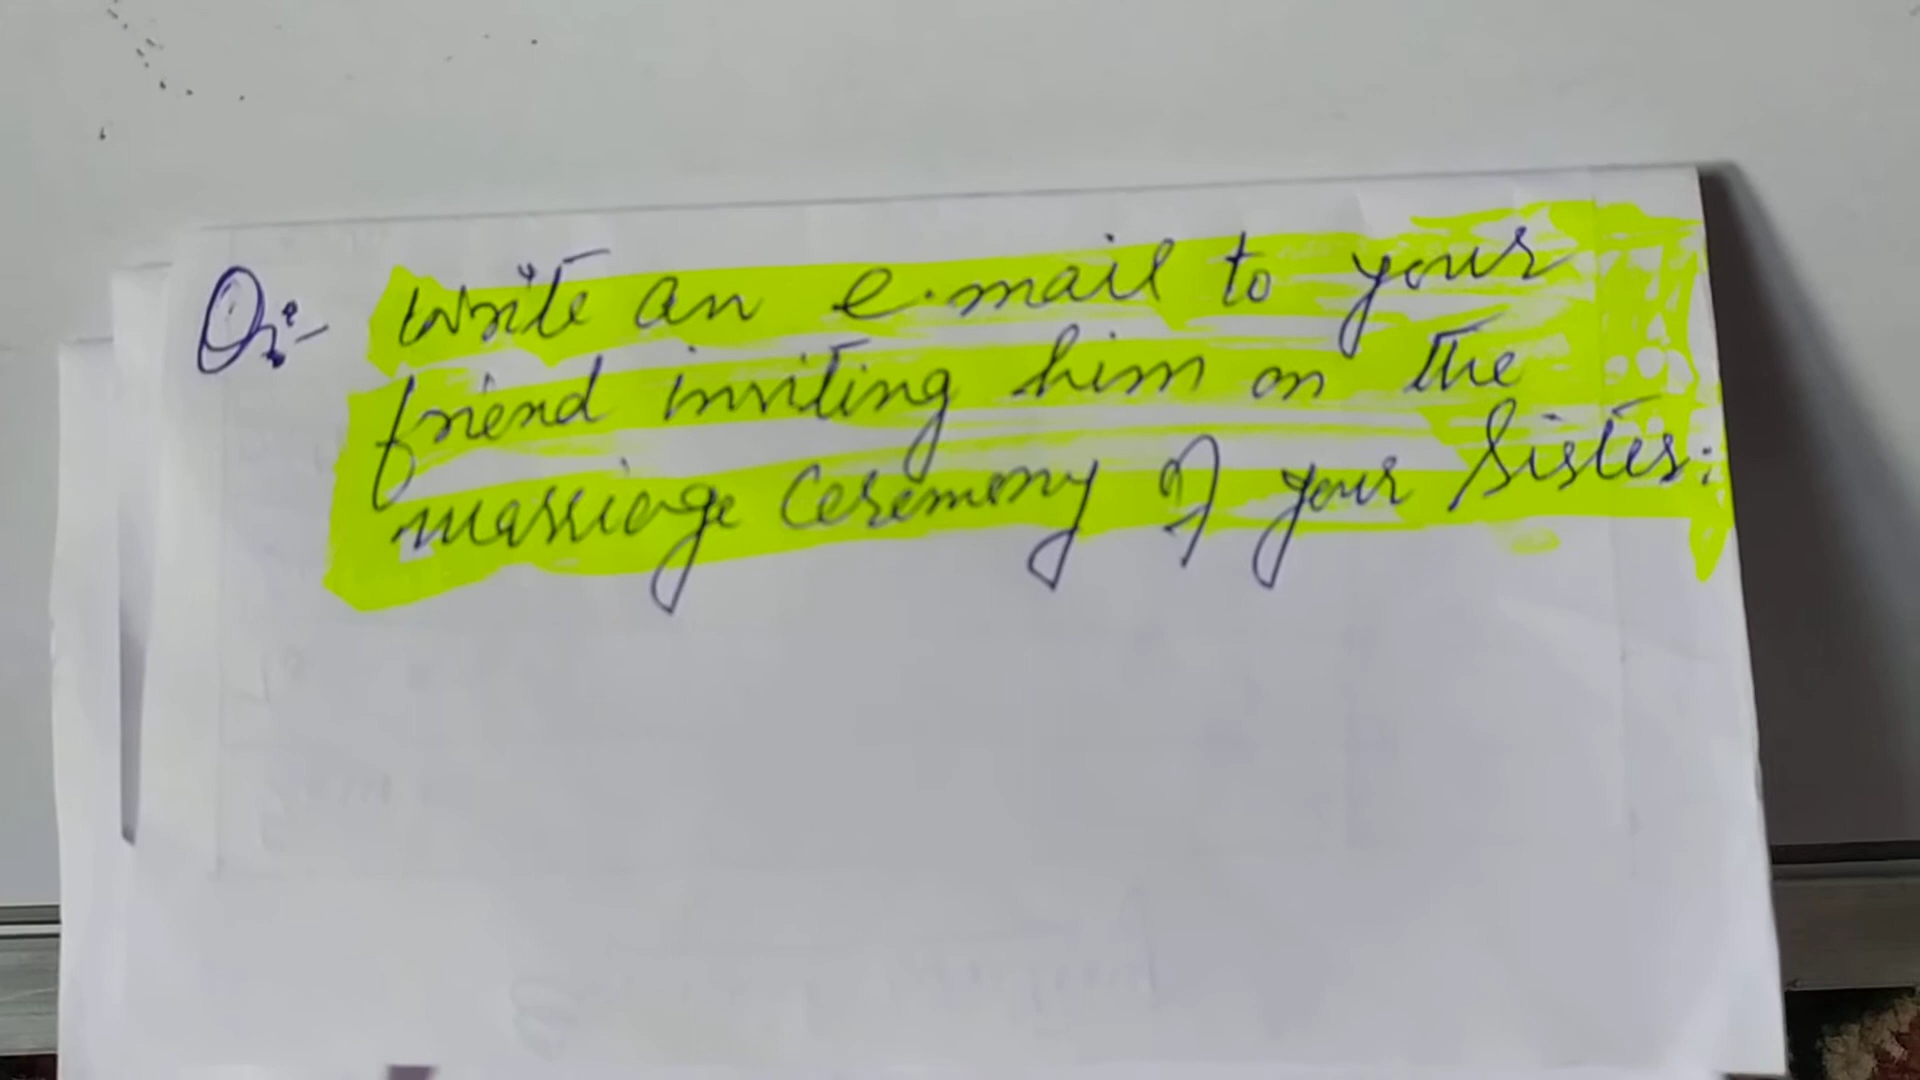 Q:- Write an e.mail to your
friend inviting him on the
marriage ceremony of your Sister.